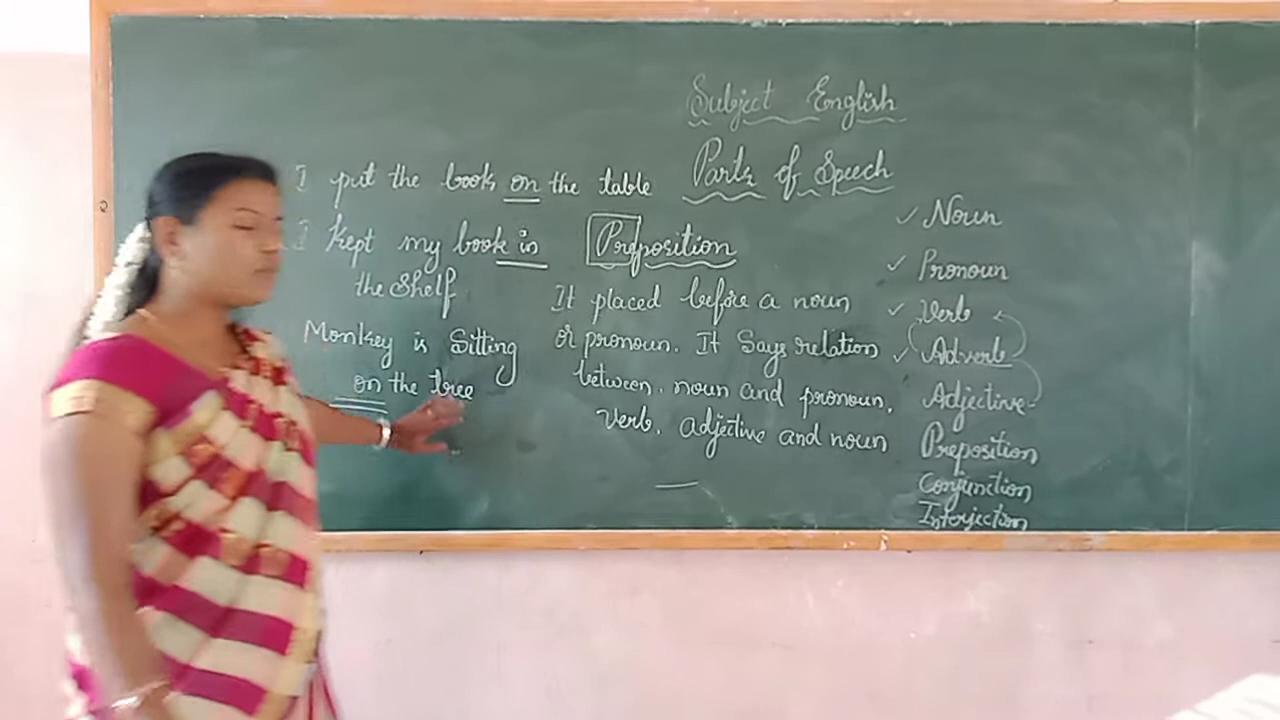 Subject English
Parts of Speech
I put the book on the table
I kept my book in
the Shelf
Monkey is Sitting
on the tree
Preposition
It placed before a noun
or pronoun. It Says relation
between. noun and pronoun,
Verb. adjective and noun
Noun
Pronoun
Verb
Adverb
Adjective
Preposition
Conjunction
Interjection